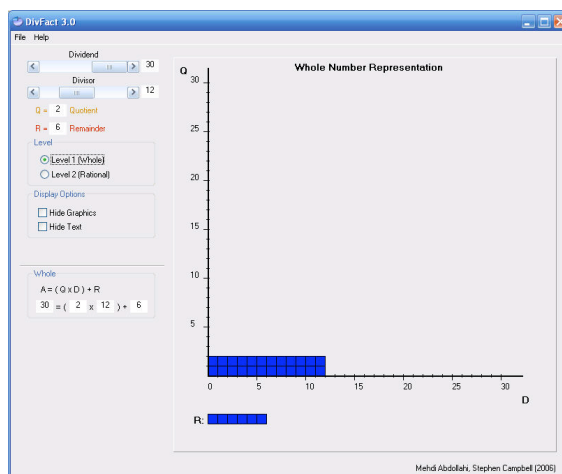 DivFact 3.0
File Help
Dividend
30
Divisor
12
Q = 2 Quotient
R = 6 Remainder
Level
Level 1 (Whole)
Level 2 (Rational)
Display Options
Hide Graphics
Hide Text
Whole
A = ( Q x D ) + R
30 = ( 2 x 12 ) + 6
Whole Number Representation
Q
30
25
20
15
10
5
0 5 10 15 20 25 30
D
R:
Mehdi Abdollahi, Stephen Campbell (2006)